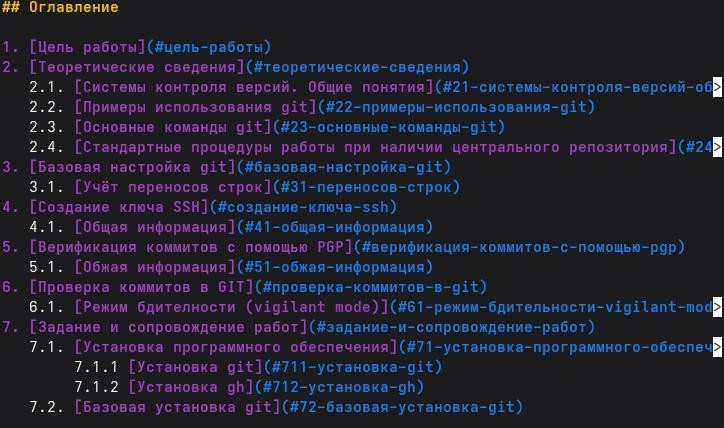 ## Оглавление
1. [Цель работы](#цель-работы)
2. [Теоретические сведения](#теоретические-сведения)
2.1. [Системы контроля версий. Общие понятия](#21-системы-контроля-версий-об>
2.2. [Примеры использования git](#22-примеры-использования-git)
2.3. [Основные команды git](#23-основные-команды-git)
2.4. [Стандартные процедуры работы при наличии центрального репозитория](#24>
3. [Базовая настройка git](#базовая-настройка-git)
3.1. [Учёт переносов строк](#31-переносов-строк)
4. [Создание ключа SSH](#создание-ключа-ssh)
4.1. [Общая информация](#41-общая-информация)
5. [Верификация коммитов с помощью PGP](#верификация-коммитов-с-помощью-pgp)
5.1. [Обжая информация](#51-обжая-информация)
6. [Проверка коммитов в GIT](#проверка-коммитов-в-git)
6.1. [Режим бдителности (vigilant mode)](#61-режим-бдительности-vigilant-mod>
7. [Задание и сопровождение работ](#задание-и-сопровождение-работ)
7.1. [Установка программного обеспечения](#71-установка-программного-обеспеч>
7.1.1 [Установка git](#711-установка-git)
7.1.2 [Установка gh](#712-установка-gh)
7.2. [Базовая установка git](#72-базовая-установка-git)